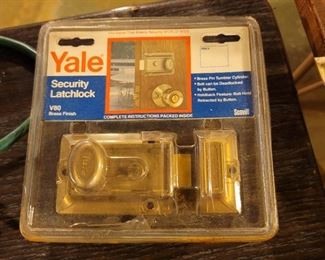 Yale
Security
Latchlock
V80
Brass Finish
• Brass Pin Tumbler Cylinder
• Bolt can be Deadlocked
by Button.
• Holdback Feature: Bolt Held
Retracted by Button.
COMPLETE INSTRUCTIONS PACKED INSIDE
Scovill